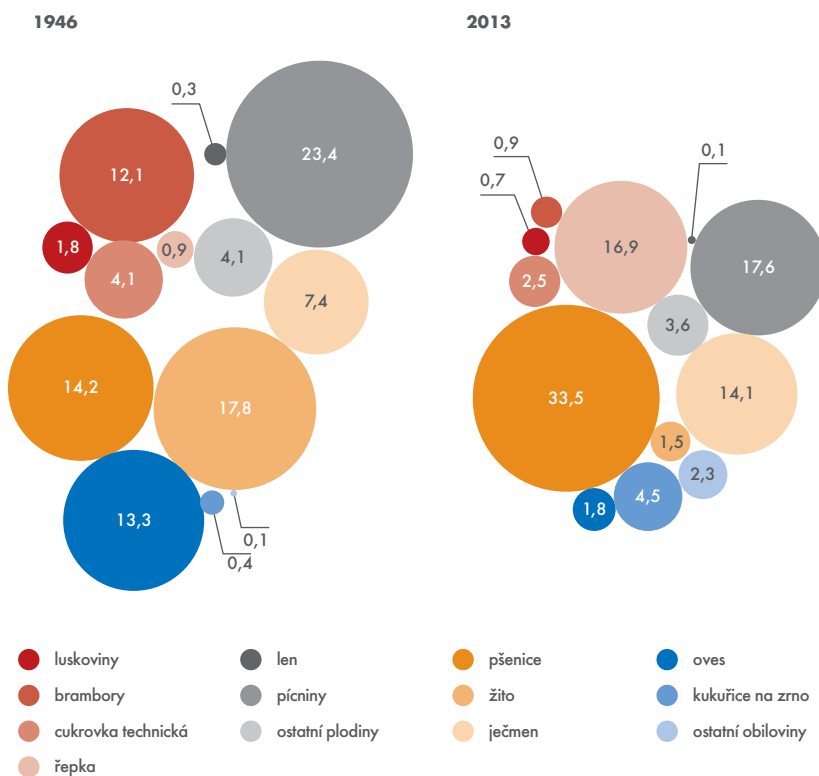 1946
2013
0,3
23,4
12,1
1,8
4,1
0,9
4,1
7,4
14,2
17,8
13,3
0,1
0,4
0,9
0,7
0,1
16,9
17,6
2,5
3,6
33,5
14,1
1,5
2,3
4,5
1,8
luskoviny
brambory
cukrovka technická
řepka
len
pícniny
ostatní plodiny
pšenice
žito
ječmen
oves
kukuřice na zrno
ostatní obiloviny